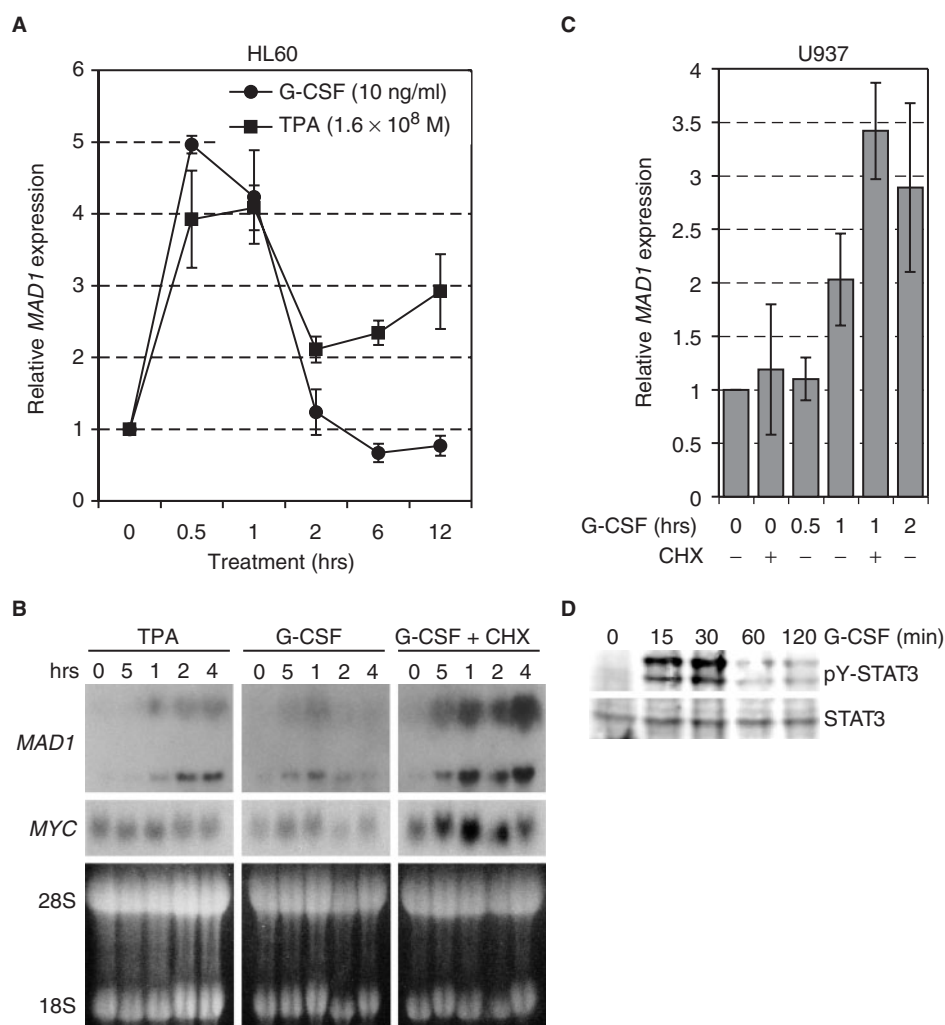 A
HL60
Relative MAD1 expression
6
5
4
3
2
1
0
G-CSF (10 ng/ml)
TPA (1.6 × 10⁸ M)
0 0.5 1 2 6 12
Treatment (hrs)
B
TPA G-CSF G-CSF + CHX
hrs 0 5 1 2 4 0 5 1 2 4 0 5 1 2 4
MAD1
MYC
28S
18S
C
U937
Relative MAD1 expression
4
3.5
3
2.5
2
1.5
1
0.5
0
G-CSF (hrs) 0 0 0.5 1 1 2
CHX – + – – + –
D
0 15 30 60 120 G-CSF (min)
pY-STAT3
STAT3